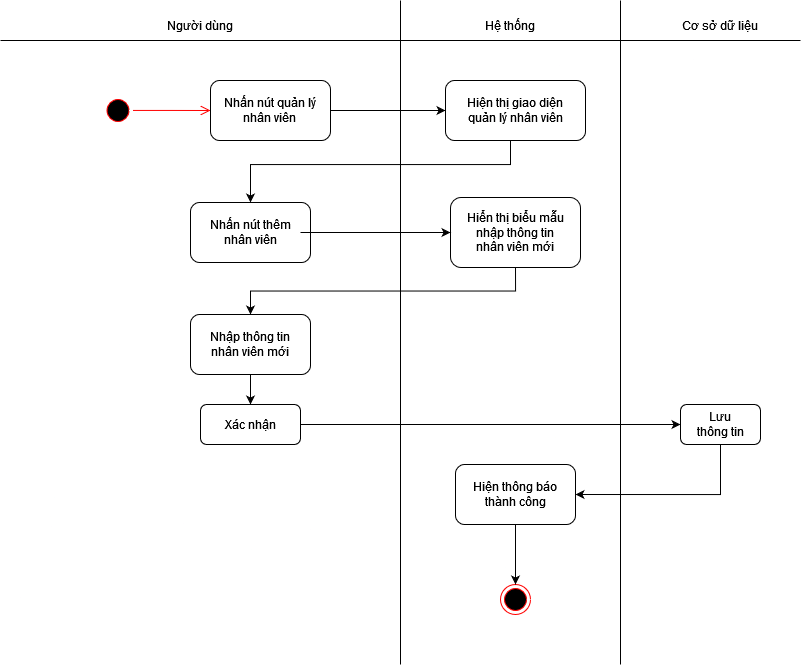 Người dùng
Hệ thống
Cơ sở dữ liệu
Nhấn nút quản lý
nhân viên
Hiện thị giao diện
quản lý nhân viên
Nhấn nút thêm
nhân viên
Hiển thị biểu mẫu
nhập thông tin
nhân viên mới
Nhập thông tin
nhân viên mới
Xác nhận
Lưu
thông tin
Hiện thông báo
thành công